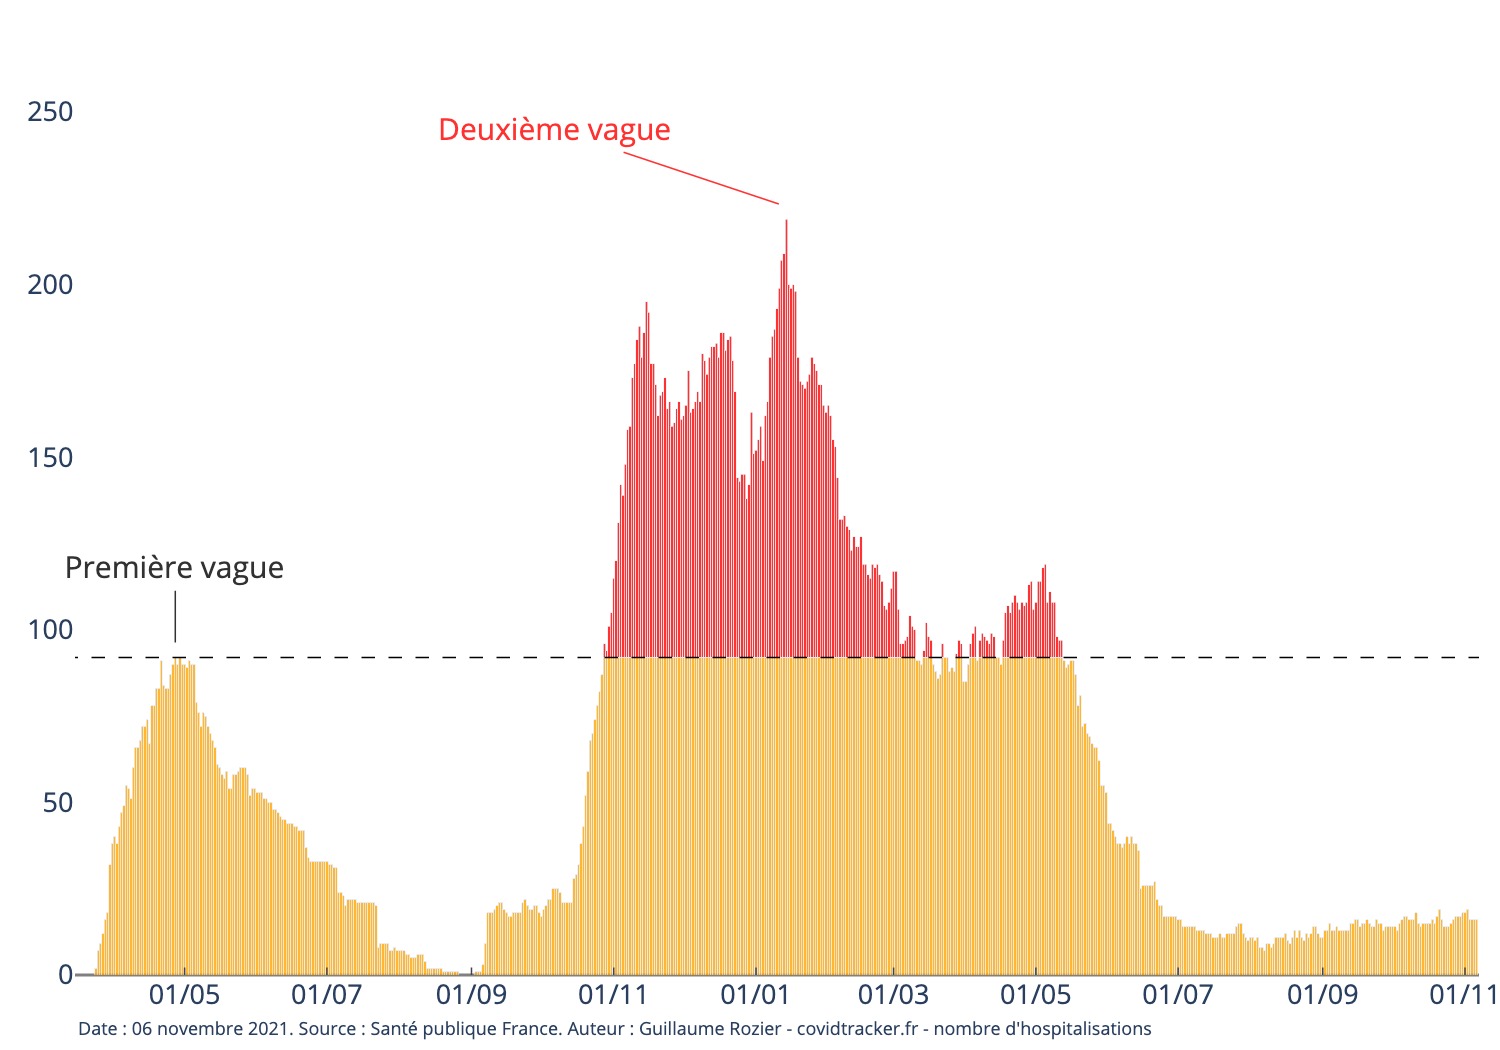 250
Deuxième vague
200
150
Première vague
100
50
0
01/05 01/07 01/09 01/11 01/01 01/03 01/05 01/07 01/09 01/11
Date : 06 novembre 2021. Source : Santé publique France. Auteur : Guillaume Rozier - covidtracker.fr - nombre d'hospitalisations